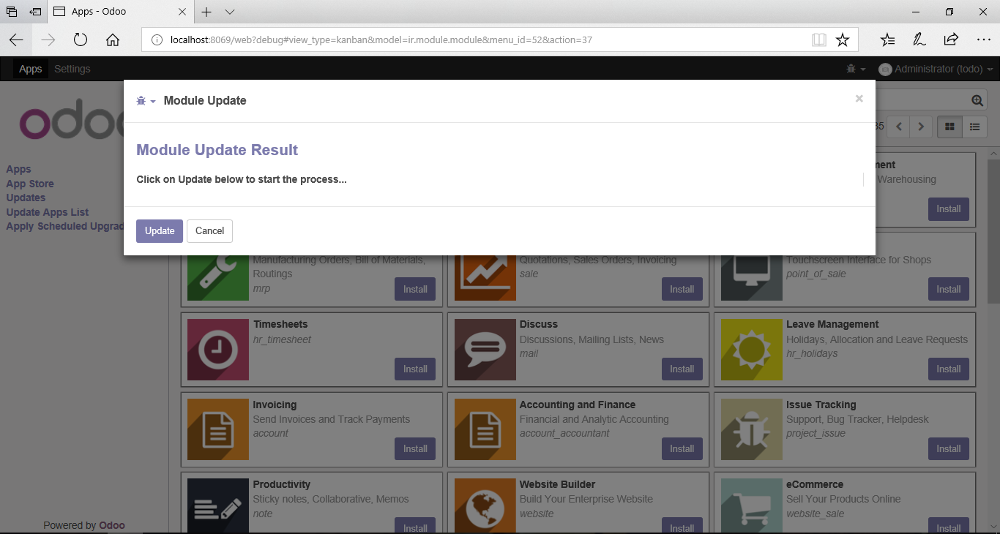 Apps - Odoo
localhost:8069/web?debug#view_type=kanban&model=ir.module.module&menu_id=52&action=37
Apps Settings
Administrator (todo)
odoo
Module Update
Module Update Result
Click on Update below to start the process...
Update Cancel
Apps
App Store
Updates
Update Apps List
Apply Scheduled Upgrad
Powered by Odoo
35
ment
Warehousing
Install
Manufacturing Orders, Bill of Materials,
Routings
mrp
Install
Quotations, Sales Orders, Invoicing
sale
Install
Touchscreen Interface for Shops
point_of_sale
Install
Timesheets
hr_timesheet
Install
Discuss
Discussions, Mailing Lists, News
mail
Install
Leave Management
Holidays, Allocation and Leave Requests
hr_holidays
Install
Invoicing
Send Invoices and Track Payments
account
Install
Accounting and Finance
Financial and Analytic Accounting
account_accountant
Install
Issue Tracking
Support, Bug Tracker, Helpdesk
project_issue
Install
Productivity
Sticky notes, Collaborative, Memos
note
Install
Website Builder
Build Your Enterprise Website
website
Install
eCommerce
Sell Your Products Online
website_sale
Install